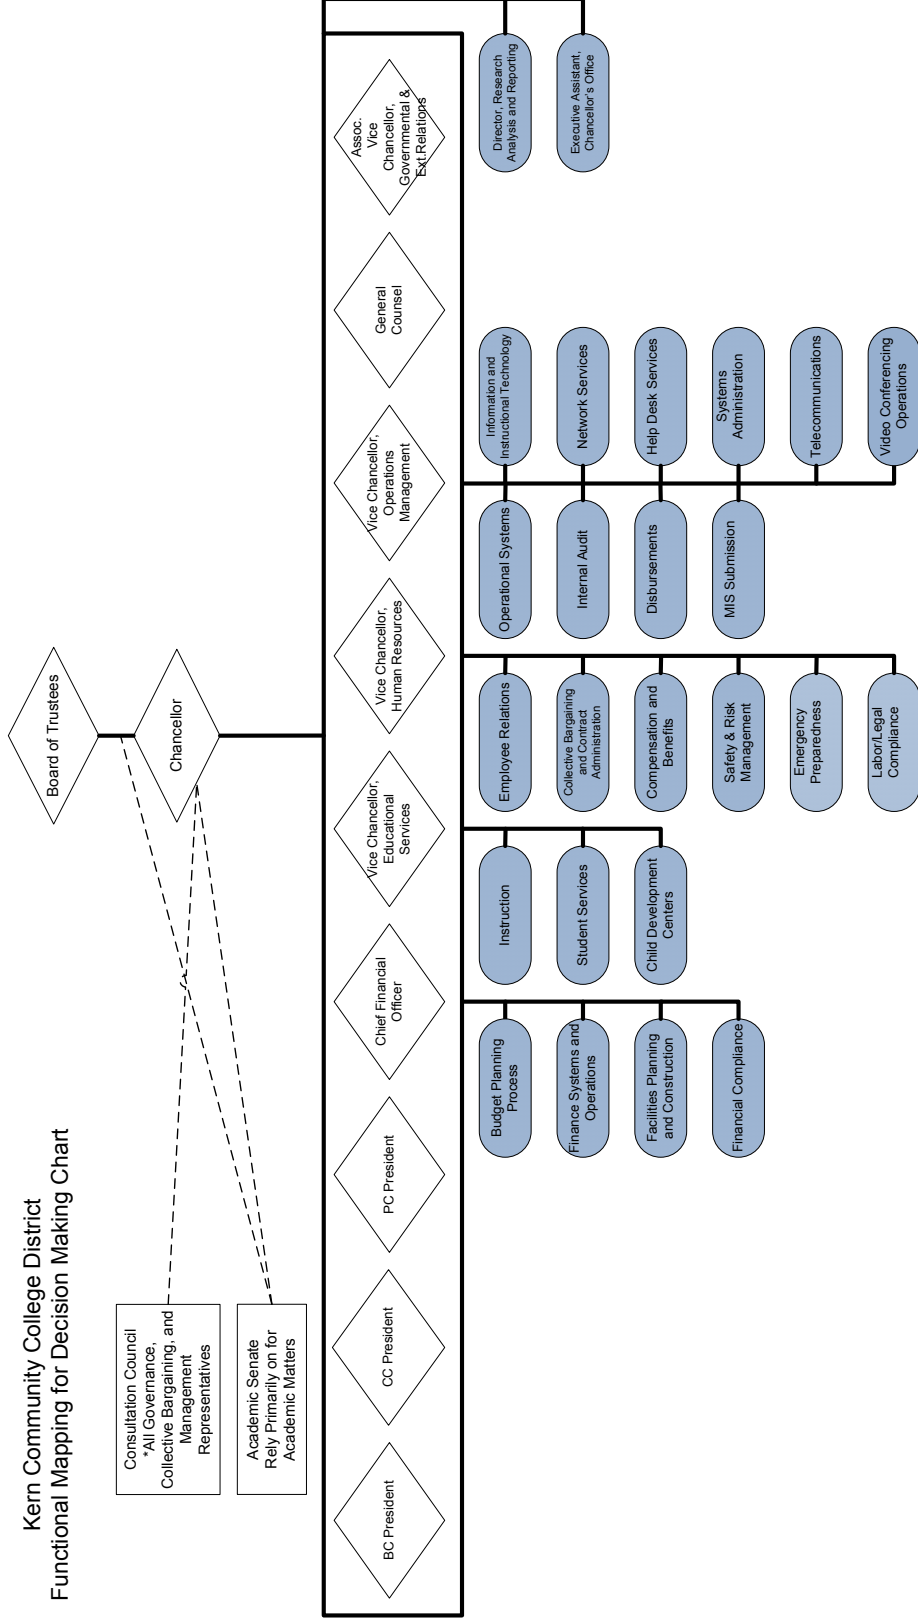 Kern Community College District
Functional Mapping for Decision Making Chart
Board of Trustees
Chancellor
Consultation Council
*All Governance,
Collective Bargaining, and
Management
Representatives
Academic Senate
Rely Primarily on for
Academic Matters
BC President
CC President
PC President
Chief Financial
Officer
Vice Chancellor,
Educational
Services
Vice Chancellor,
Human Resources
Vice Chancellor,
Operations
Management
General
Counsel
Assoc.
Vice
Chancellor,
Governmental &
Ext.Relations
Budget Planning
Process
Finance Systems and
Operations
Facilities Planning
and Construction
Financial Compliance
Instruction
Student Services
Child Development
Centers
Employee Relations
Collective Bargaining
and Contract
Administration
Compensation and
Benefits
Safety & Risk
Management
Emergency
Preparedness
Labor/Legal
Compliance
Operational Systems
Internal Audit
Disbursements
MIS Submission
Information and
Instructional Technology
Network Services
Help Desk Services
Systems
Administration
Telecommunications
Video Conferencing
Operations
Director, Research
Analysis and Reporting
Executive Assistant,
Chancellor's Office